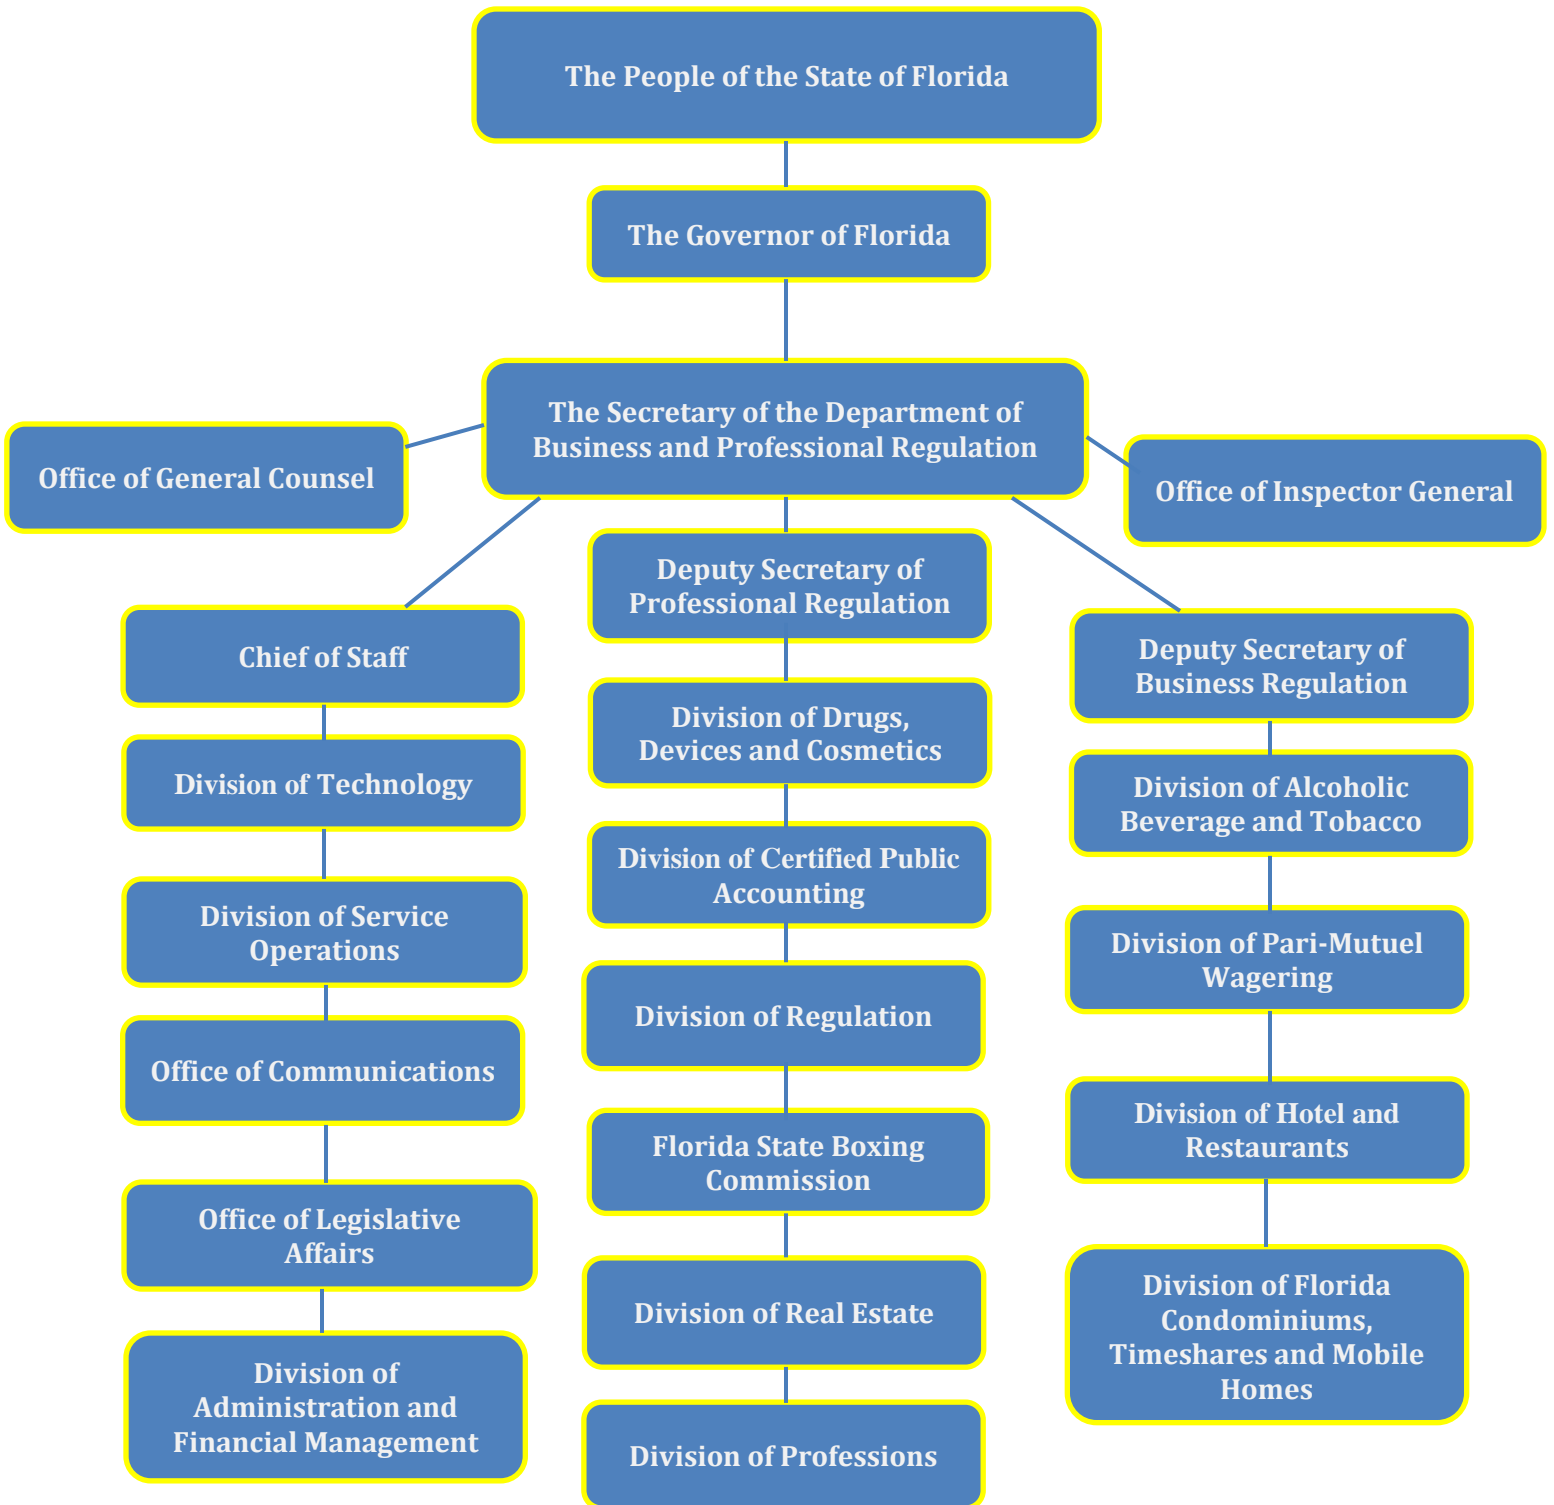 The People of the State of Florida
The Governor of Florida
The Secretary of the Department of
Business and Professional Regulation
Office of General Counsel
Office of Inspector General
Chief of Staff
Division of Technology
Division of Service
Operations
Office of Communications
Office of Legislative
Affairs
Division of
Administration and
Financial Management
Deputy Secretary of
Professional Regulation
Division of Drugs,
Devices and Cosmetics
Division of Certified Public
Accounting
Division of Regulation
Florida State Boxing
Commission
Division of Real Estate
Division of Professions
Deputy Secretary of
Business Regulation
Division of Alcoholic
Beverage and Tobacco
Division of Pari-Mutuel
Wagering
Division of Hotel and
Restaurants
Division of Florida
Condominiums,
Timeshares and Mobile
Homes